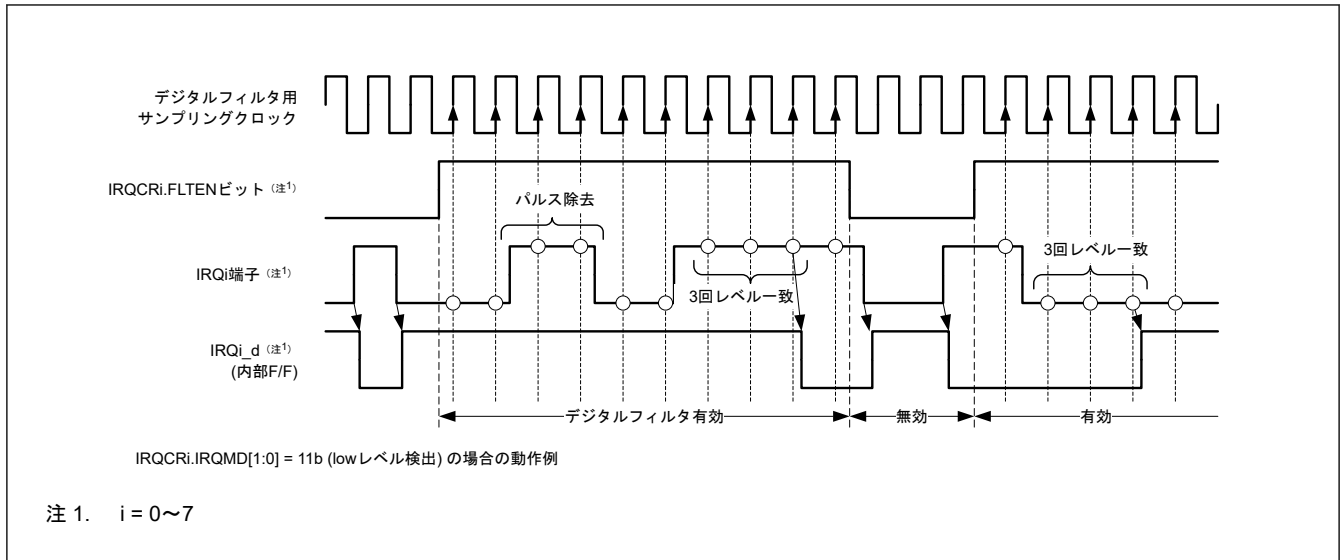 デジタルフィルタ用
サンプリングクロック
IRQCRi.FLTENビット (注1)
パルス除去
IRQi端子 (注1)
3回レベル一致
3回レベル一致
IRQi_d (注1)
(内部F/F)
デジタルフィルタ有効
無効
有効
IRQCRi.IRQMD[1:0] = 11b (lowレベル検出) の場合の動作例
注 1. i = 0~7